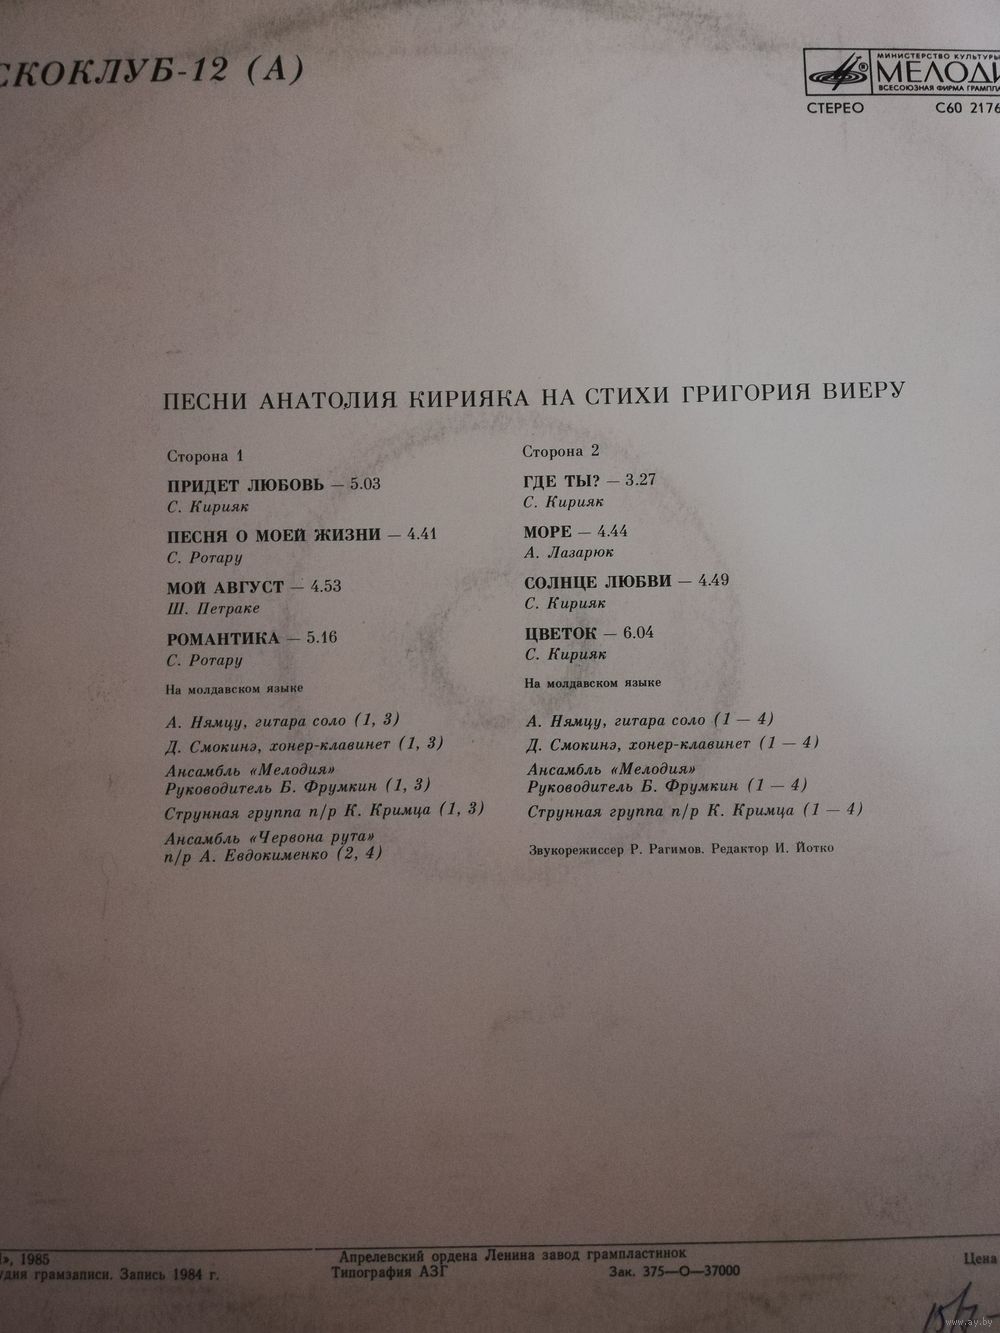 СКОКЛУБ-12 (А)
МИНИСТЕРСТВО КУЛЬТУРЫ
МЕЛОДИ
ВСЕСОЮЗНАЯ ФИРМА ГРАМПЛА
СТЕРЕО С60 2176
ПЕСНИ АНАТОЛИЯ КИРИЯКА НА СТИХИ ГРИГОРИЯ ВИЕРУ
Сторона 1
ПРИДЕТ ЛЮБОВЬ — 5.03
С. Кирияк
ПЕСНЯ О МОЕЙ ЖИЗНИ — 4.41
С. Ротару
МОЙ АВГУСТ — 4.53
Ш. Петраке
РОМАНТИКА — 5.16
С. Ротару
На молдавском языке
А. Нямцу, гитара соло (1, 3)
Д. Смокинэ, хонер-клавинет (1, 3)
Ансамбль «Мелодия»
Руководитель Б. Фрумкин (1, 3)
Струнная группа п/р К. Кримца (1, 3)
Ансамбль «Червона рута»
п/р А. Евдокименко (2, 4)
Сторона 2
ГДЕ ТЫ? — 3.27
С. Кирияк
МОРЕ — 4.44
А. Лазарюк
СОЛНЦЕ ЛЮБВИ — 4.49
С. Кирияк
ЦВЕТОК — 6.04
С. Кирияк
На молдавском языке
А. Нямцу, гитара соло (1 — 4)
Д. Смокинэ, хонер-клавинет (1 — 4)
Ансамбль «Мелодия»
Руководитель Б. Фрумкин (1 — 4)
Струнная группа п/р К. Кримца (1 — 4)
Звукорежиссер Р. Рагимов. Редактор И. Йотко
», 1985
удия грамзаписи. Запись 1984 г.
Апрелевский ордена Ленина завод грампластинок
Типография АЗГ Зак. 375—О—37000
Цена
www.ay.by